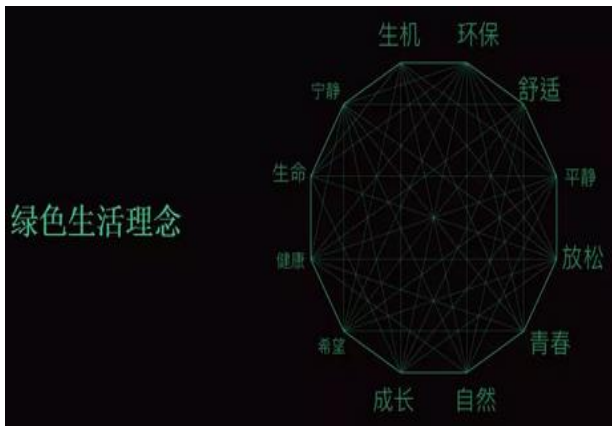 生机
环保
宁静
舒适
生命
平静
绿色生活理念
健康
放松
希望
青春
成长
自然